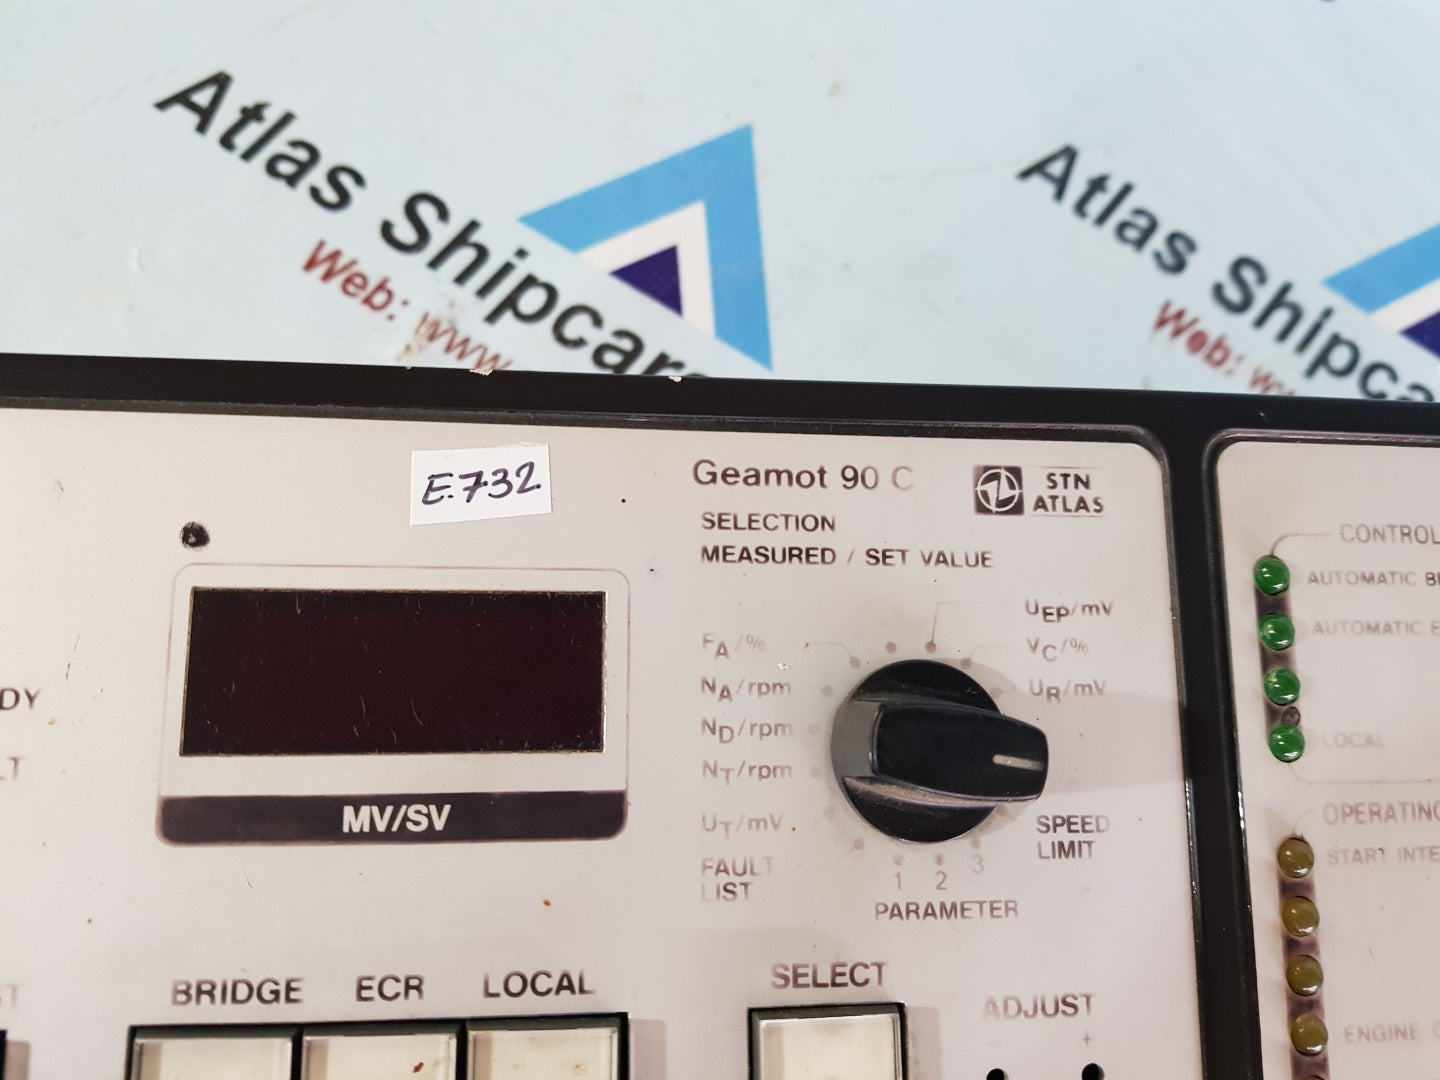 Atlas Shipcare
Web: www.
Atlas Shipca
Web: w
E.732
Geamot 90 C
STN
ATLAS
SELECTION
MEASURED / SET VALUE
FA/%
NA/rpm
ND/rpm
NT/rpm
UT/mV
FAULT
LIST
UEP/mV
VC/%
UR/mV
SPEED
LIMIT
1 2 3
PARAMETER
MV/SV
DY
LT
ST
BRIDGE
ECR
LOCAL
SELECT
ADJUST
+
CONTROL
AUTOMATIC B
AUTOMATIC E
LOCAL
OPERATING
START INTE
ENGINE